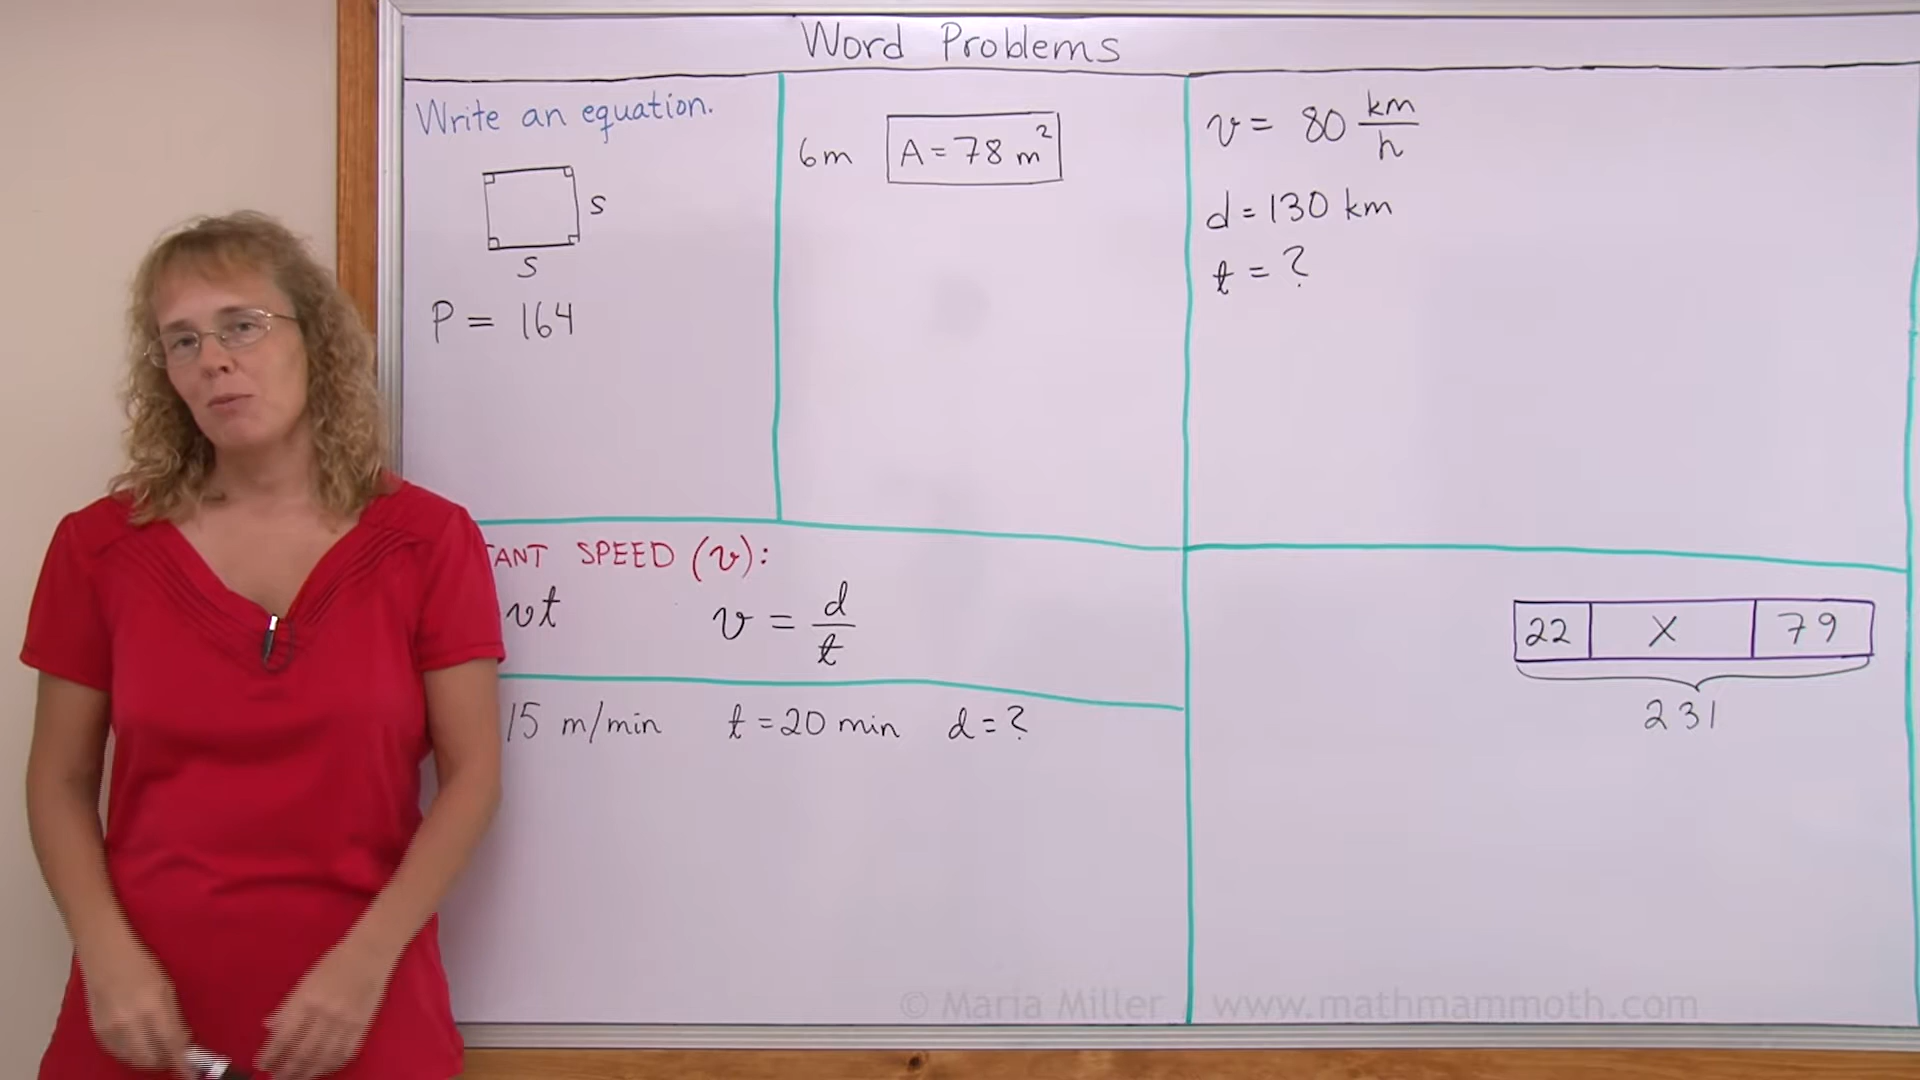 Word Problems
Write an equation.
S
S
P = 164
6m
A = 78 m²
v = 80 km/h
d = 130 km
t = ?
TANT SPEED (v):
vt
v = d/t
15 m/min t = 20 min d = ?
22 X 79
231
© Maria Miller / www.mathmammoth.com